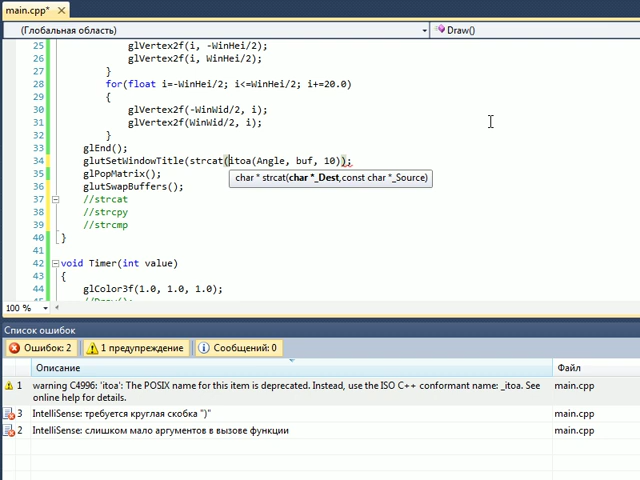 main.cpp*
(Глобальная область)
Draw()
25 glVertex2f(i, -WinHei/2);
26 glVertex2f(i, WinHei/2);
27 }
28 for(float i=-WinHei/2; i<=WinHei/2; i+=20.0)
29 {
30 glVertex2f(-WinWid/2, i);
31 glVertex2f(WinWid/2, i);
32 }
33 glEnd();
34 glutSetWindowTitle(strcat(itoa(Angle, buf, 10));
char * strcat(char *_Dest,const char *_Source)
35 glPopMatrix();
36 glutSwapBuffers();
37 //strcat
38 //strcpy
39 //strcmp
40 }
41
42 void Timer(int value)
43 {
44 glColor3f(1.0, 1.0, 1.0);
100 %
Список ошибок
Ошибок: 2
1 предупреждение
Сообщений: 0
Описание
Файл
1 warning C4996: 'itoa': The POSIX name for this item is deprecated. Instead, use the ISO C++ conformant name: _itoa. See main.cpp
online help for details.
3 IntelliSense: требуется круглая скобка ")" main.cpp
2 IntelliSense: слишком мало аргументов в вызове функции main.cpp